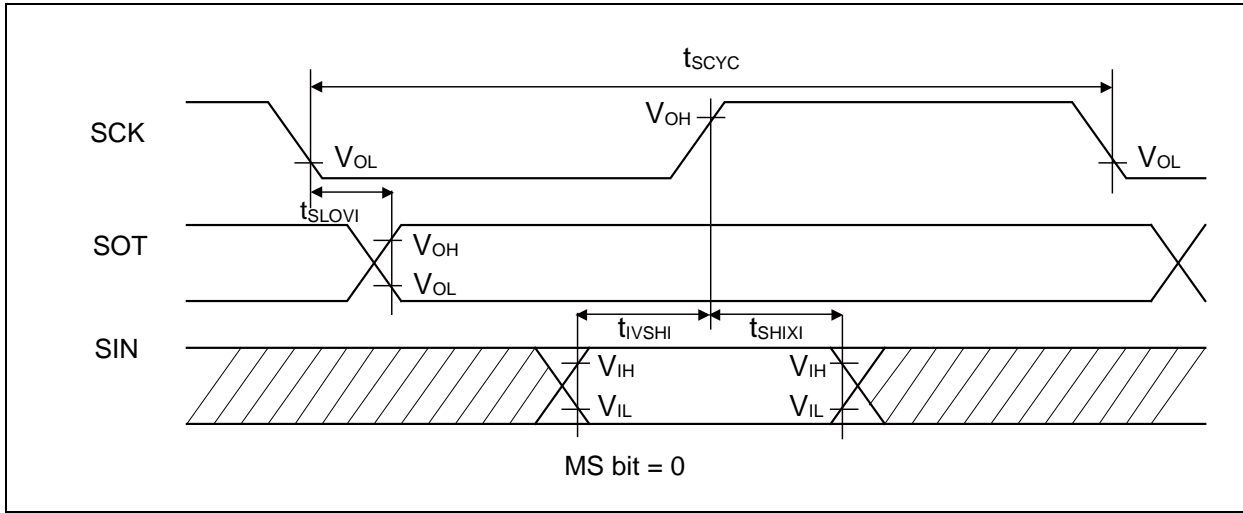 tSCYC
SCK
VOH
VOL
VOL
tSLOVI
SOT
VOH
VOL
tIVSHI
tSHIXI
SIN
VIH
VIH
VIL
VIL
MS bit = 0